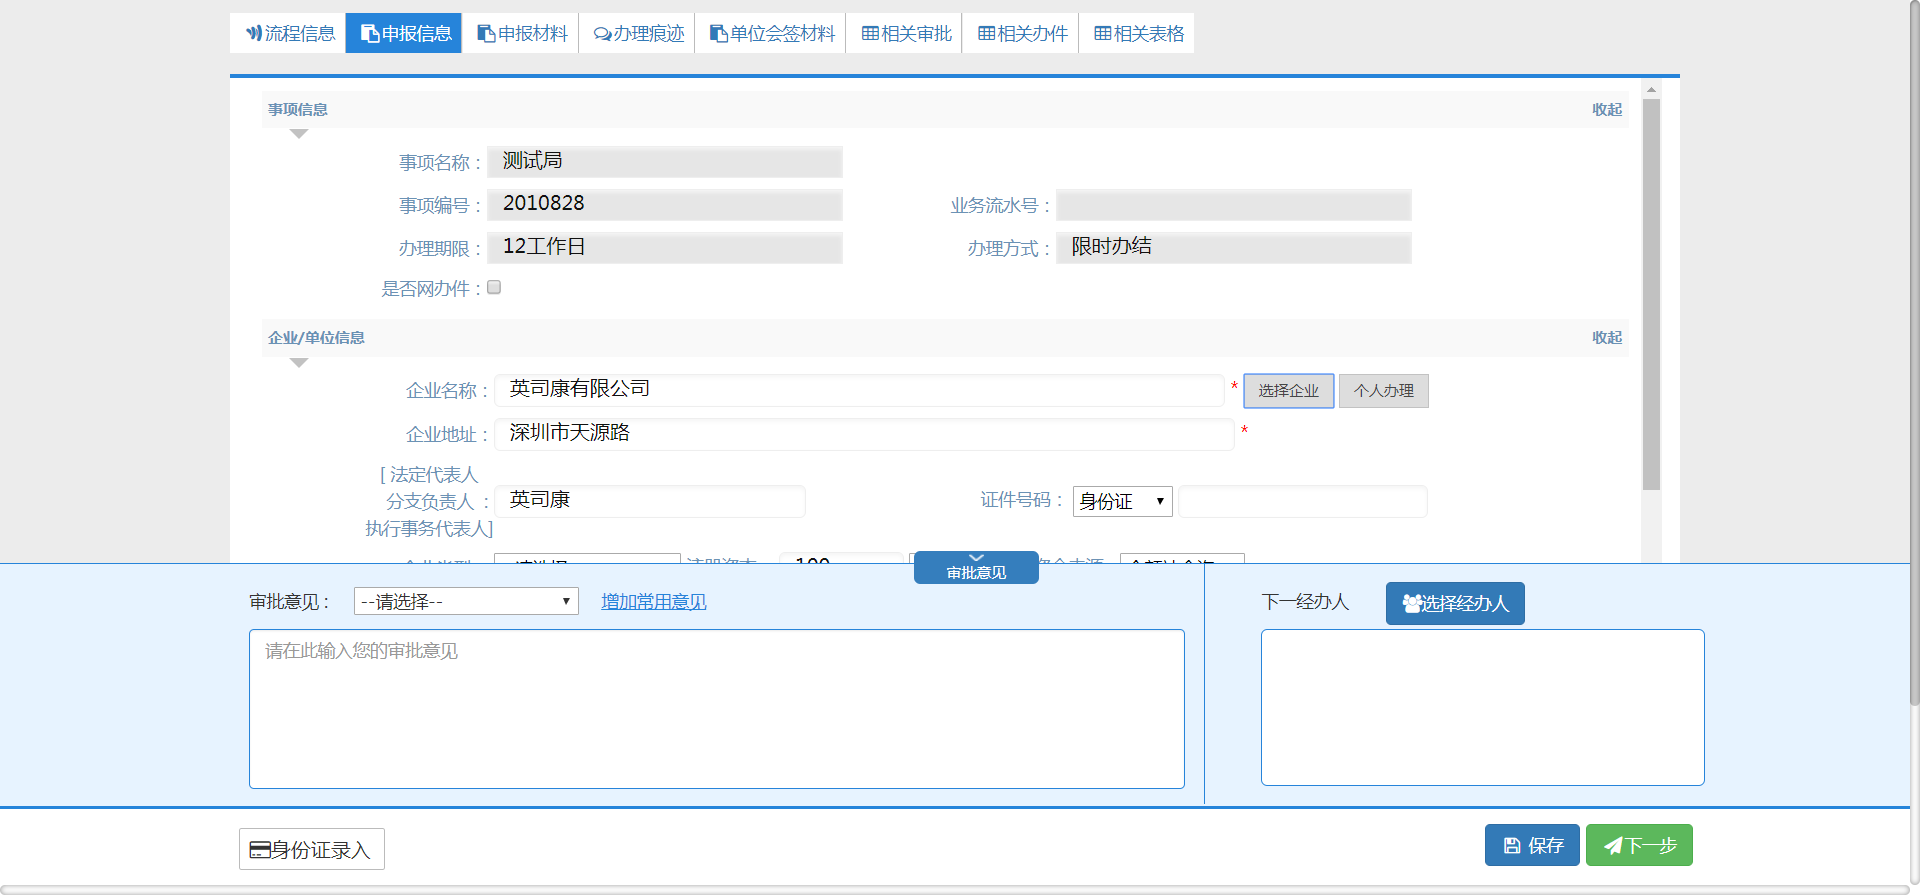 流程信息 申报信息 申报材料 办理痕迹 单位会签材料 相关审批 相关办件 相关表格
事项信息 收起
事项名称： 测试局
事项编号： 2010828 业务流水号：
办理期限： 12工作日 办理方式： 限时办结
是否网办件：
企业/单位信息 收起
企业名称： 英司康有限公司 * 选择企业 个人办理
企业地址： 深圳市天源路 *
[ 法定代表人
分支负责人 ： 英司康 证件号码： 身份证
执行事务代表人]
审批意见
审批意见： --请选择-- 增加常用意见 下一经办人 选择经办人
请在此输入您的审批意见
身份证录入 保存 下一步